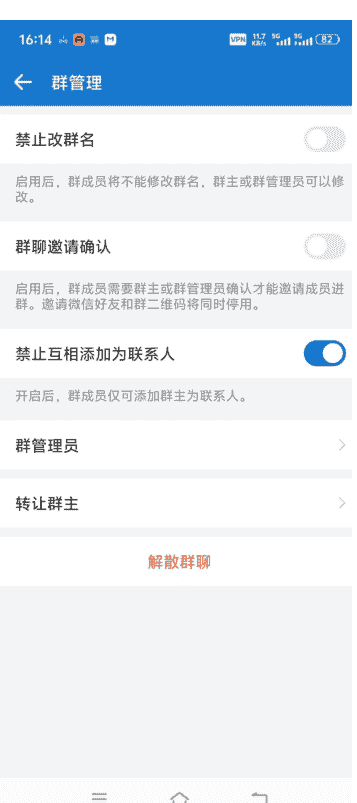 16:14
VPN 11.7 KB/s 5G 5G 82
群管理
禁止改群名
启用后，群成员将不能修改群名，群主或群管理员可以修
改。
群聊邀请确认
启用后，群成员需要群主或群管理员确认才能邀请成员进
群。邀请微信好友和群二维码将同时停用。
禁止互相添加为联系人
开启后，群成员仅可添加群主为联系人。
群管理员
转让群主
解散群聊